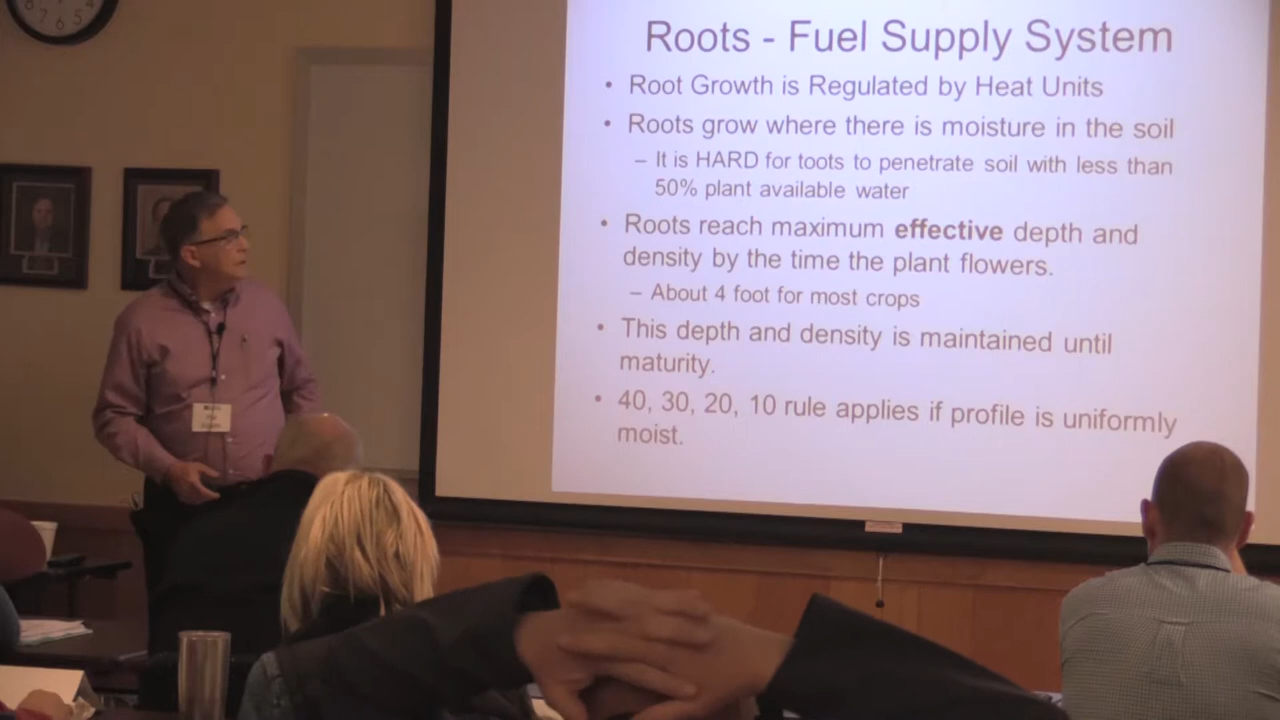 7 6 5
Roots - Fuel Supply System
• Root Growth is Regulated by Heat Units
• Roots grow where there is moisture in the soil
– It is HARD for toots to penetrate soil with less than
50% plant available water
• Roots reach maximum effective depth and
density by the time the plant flowers.
– About 4 foot for most crops
• This depth and density is maintained until
maturity.
• 40, 30, 20, 10 rule applies if profile is uniformly
moist.